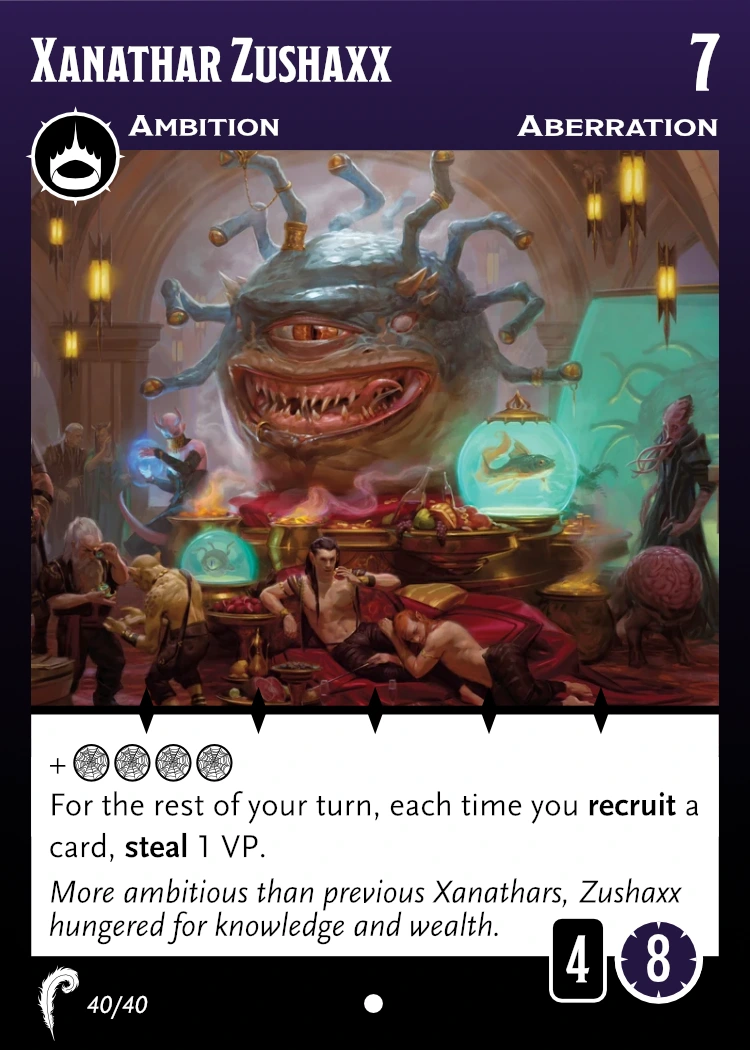 Xanathar Zushaxx
7
Ambition
Aberration
+
For the rest of your turn, each time you recruit a
card, steal 1 VP.
More ambitious than previous Xanathars, Zushaxx
hungered for knowledge and wealth.
4
8
40/40